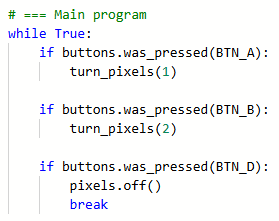 # === Main program
while True:
    if buttons.was_pressed(BTN_A):
        turn_pixels(1)

    if buttons.was_pressed(BTN_B):
        turn_pixels(2)

    if buttons.was_pressed(BTN_D):
        pixels.off()
        break